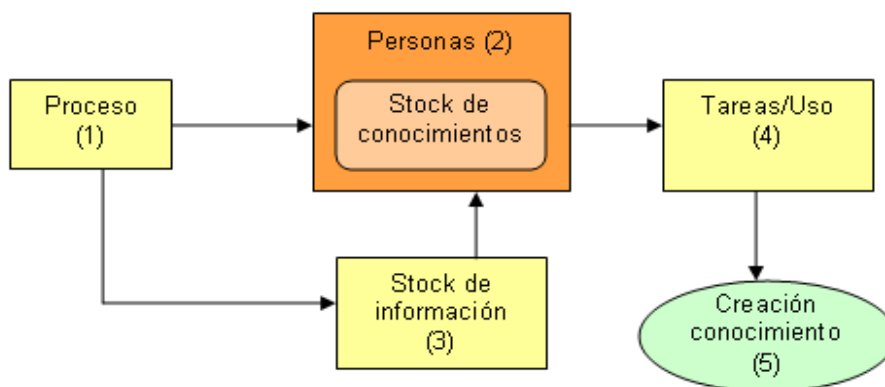 Personas (2)
Stock de
conocimientos
Proceso
(1)
Tareas/Uso
(4)
Stock de
información
(3)
Creación
conocimiento
(5)